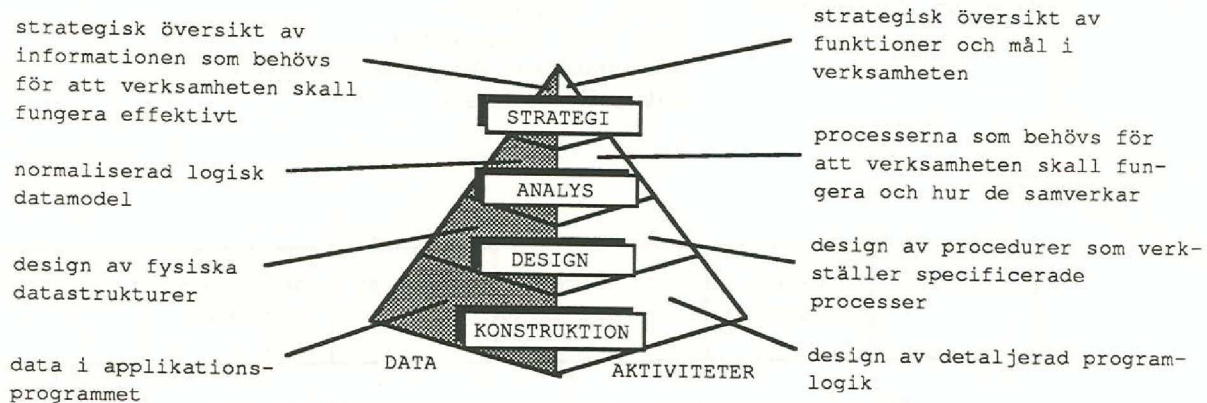 strategisk översikt av
informationen som behövs
för att verksamheten skall
fungera effektivt
normaliserad logisk
datamodel
design av fysiska
datastrukturer
data i applikations-
programmet
STRATEGI
ANALYS
DESIGN
KONSTRUKTION
DATA
AKTIVITETER
strategisk översikt av
funktioner och mål i
verksamheten
processerna som behövs för
att verksamheten skall fun-
gera och hur de samverkar
design av procedurer som verk-
ställer specificerade
processer
design av detaljerad program-
logik